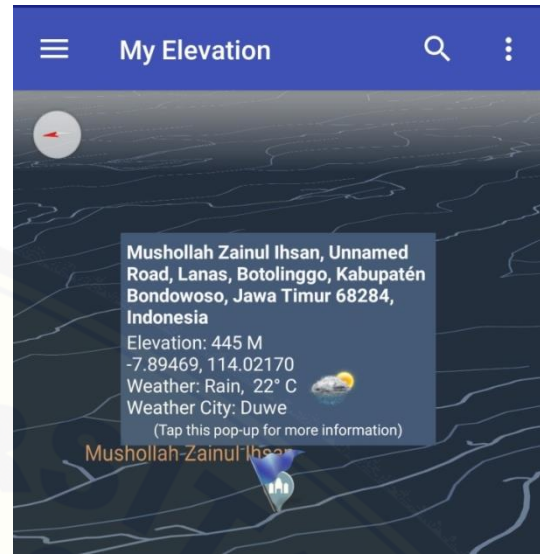 My Elevation
Mushollah Zainul Ihsan, Unnamed
Road, Lanas, Botolinggo, Kabupatén
Bondowoso, Jawa Timur 68284,
Indonesia
Elevation: 445 M
-7.89469, 114.02170
Weather: Rain, 22° C
Weather City: Duwe
(Tap this pop-up for more information)
Mushollah Zainul Ihsan